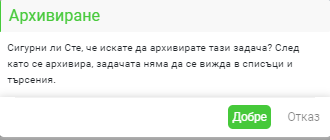 Архивиране
Сигурни ли Сте, че искате да архивирате тази задача? След
като се архивира, задачата няма да се вижда в списъци и
търсения.
Добре Отказ